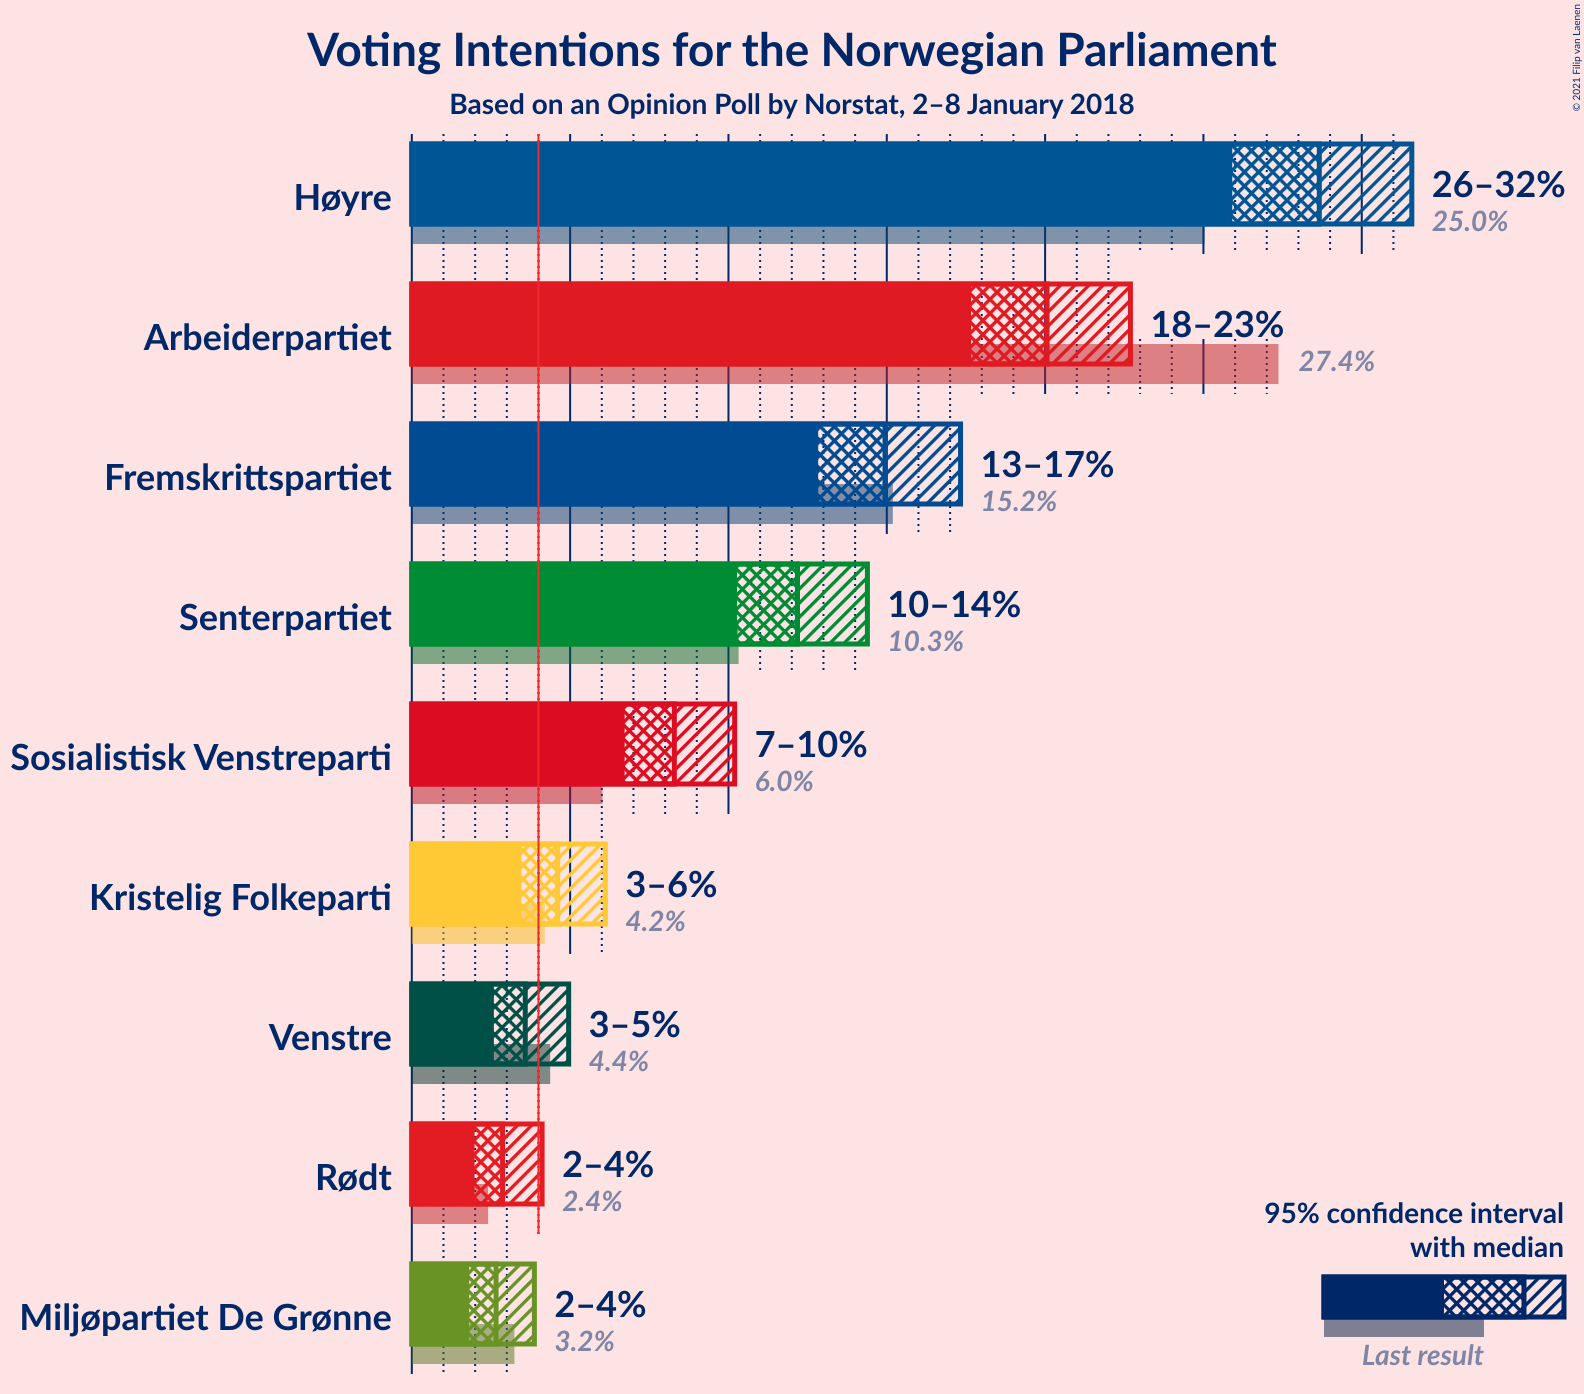 Voting Intentions for the Norwegian Parliament
Based on an Opinion Poll by Norstat, 2–8 January 2018
© 2021 Filip van Laenen
Høyre
26–32%
25.0%
Arbeiderpartiet
18–23%
27.4%
Fremskrittspartiet
13–17%
15.2%
Senterpartiet
10–14%
10.3%
Sosialistisk Venstreparti
7–10%
6.0%
Kristelig Folkeparti
3–6%
4.2%
Venstre
3–5%
4.4%
Rødt
2–4%
2.4%
Miljøpartiet De Grønne
2–4%
3.2%
95% confidence interval
with median
Last result